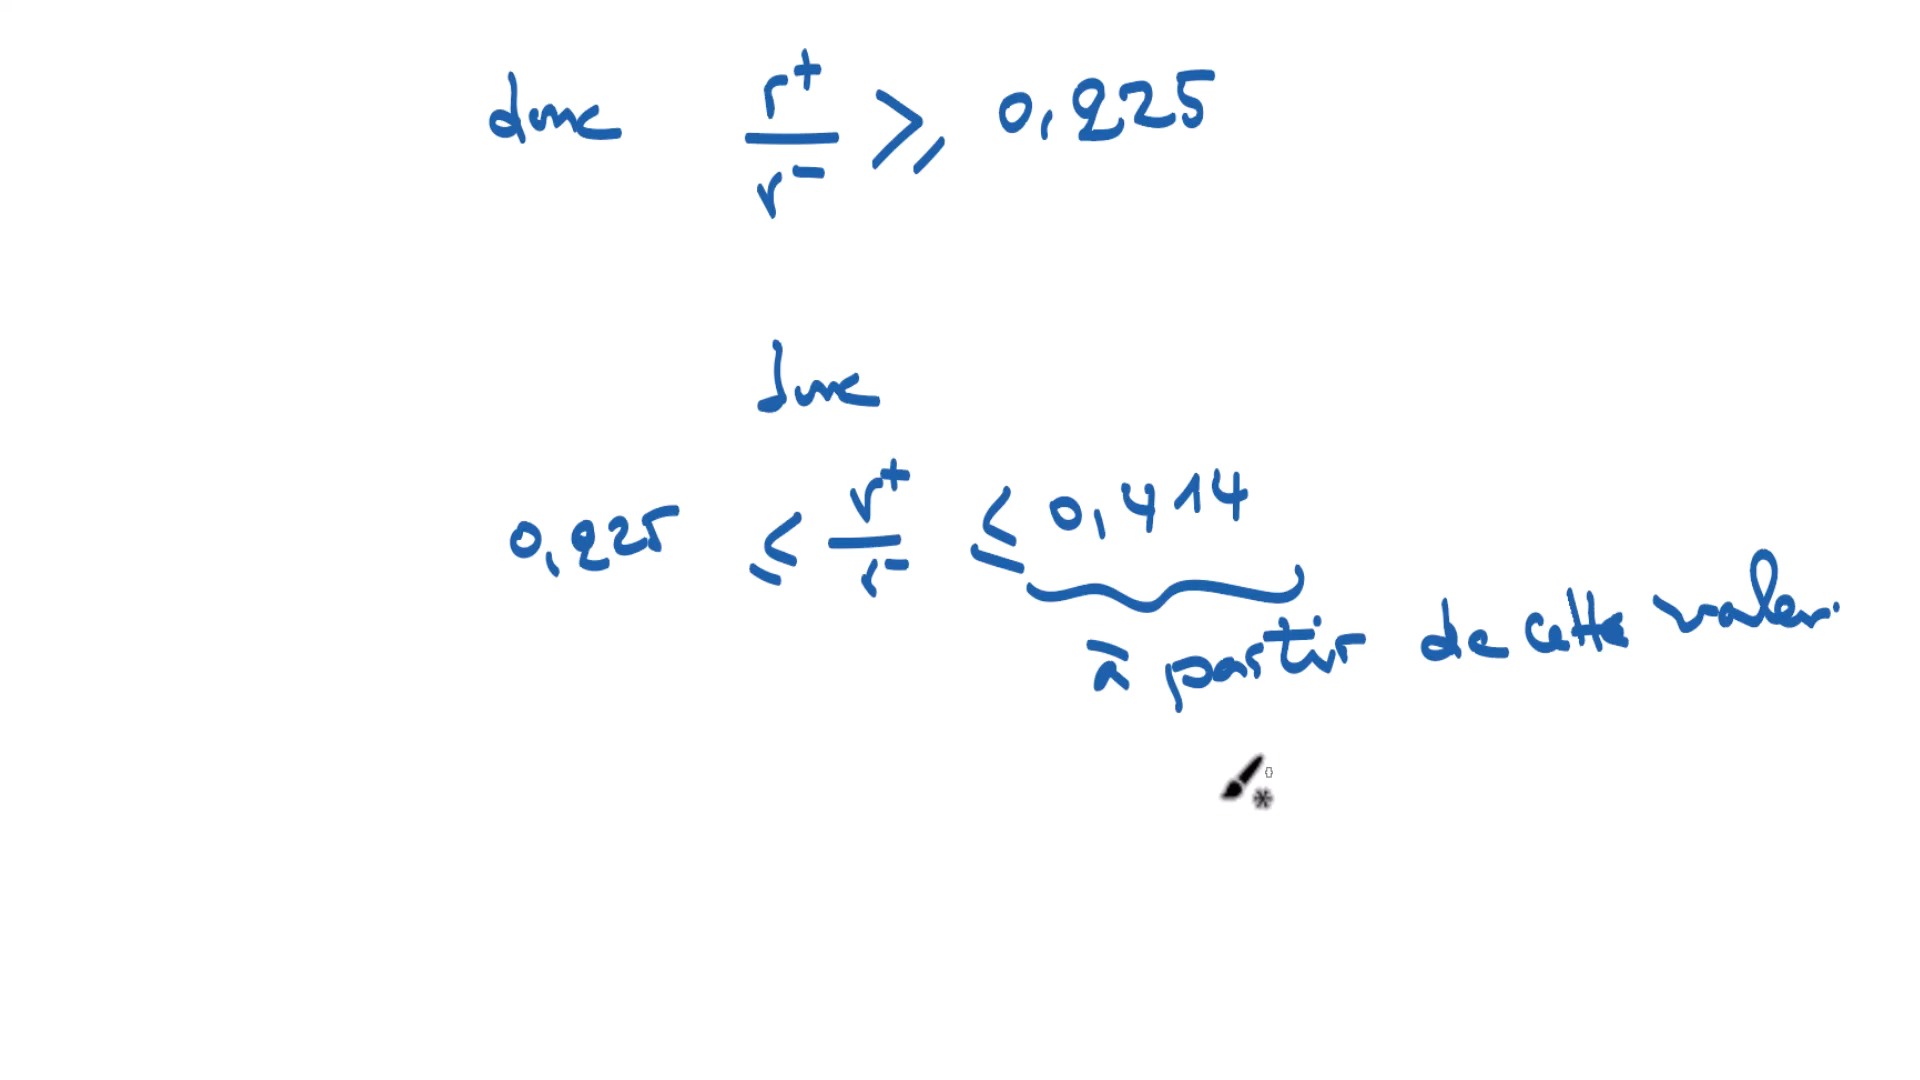 donc r⁺/r⁻ ⩾ 0,225
donc
0,225 ≤ r⁺/r⁻ ≤ 0,414
à partir de cette valeur.